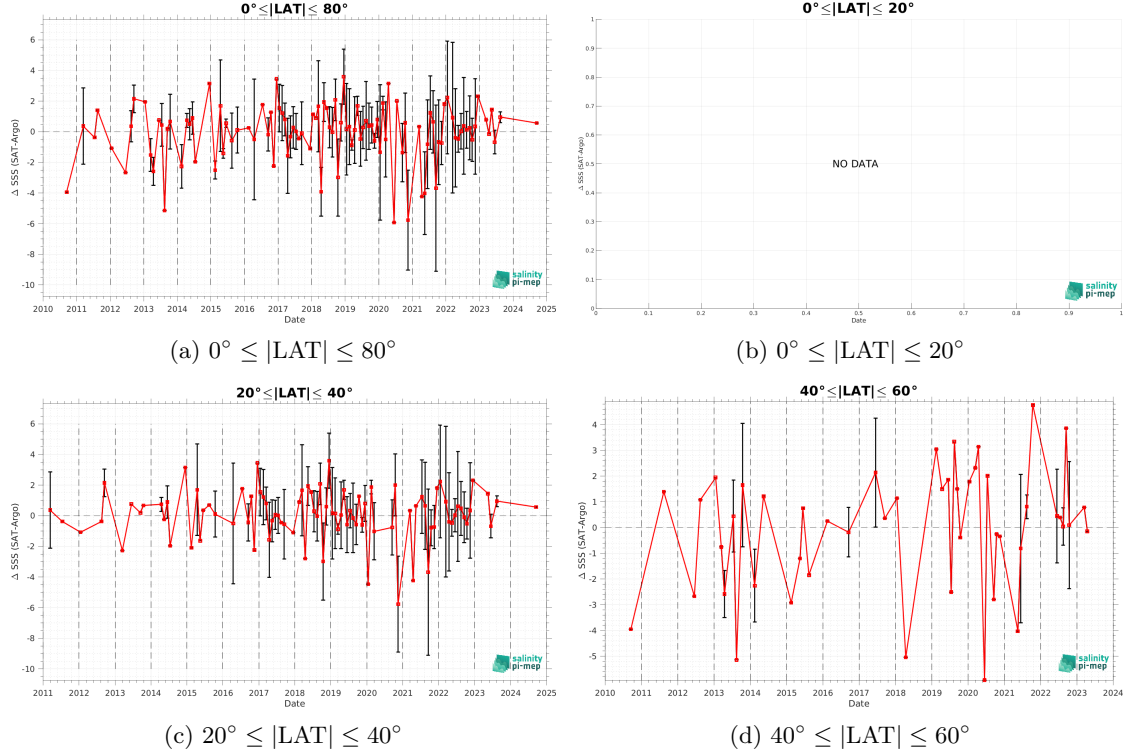 0°≤|LAT|≤ 80°
Δ SSS (SAT-Argo)
6
4
2
0
-2
-4
-6
-8
-10
salinity
pi-mep
2010 2011 2012 2013 2014 2015 2016 2017 2018 2019 2020 2021 2022 2023 2024 2025
Date
(a) 0° ≤ |LAT| ≤ 80°
0°≤|LAT|≤ 20°
Δ SSS (SAT-Argo)
1
0.9
0.8
0.7
0.6
0.5
0.4
0.3
0.2
0.1
0
NO DATA
salinity
pi-mep
0 0.1 0.2 0.3 0.4 0.5 0.6 0.7 0.8 0.9 1
Date
(b) 0° ≤ |LAT| ≤ 20°
20°≤|LAT|≤ 40°
Δ SSS (SAT-Argo)
6
4
2
0
-2
-4
-6
-8
-10
salinity
pi-mep
2011 2012 2013 2014 2015 2016 2017 2018 2019 2020 2021 2022 2023 2024 2025
Date
(c) 20° ≤ |LAT| ≤ 40°
40°≤|LAT|≤ 60°
Δ SSS (SAT-Argo)
4
3
2
1
0
-1
-2
-3
-4
-5
salinity
pi-mep
2010 2011 2012 2013 2014 2015 2016 2017 2018 2019 2020 2021 2022 2023 2024
Date
(d) 40° ≤ |LAT| ≤ 60°